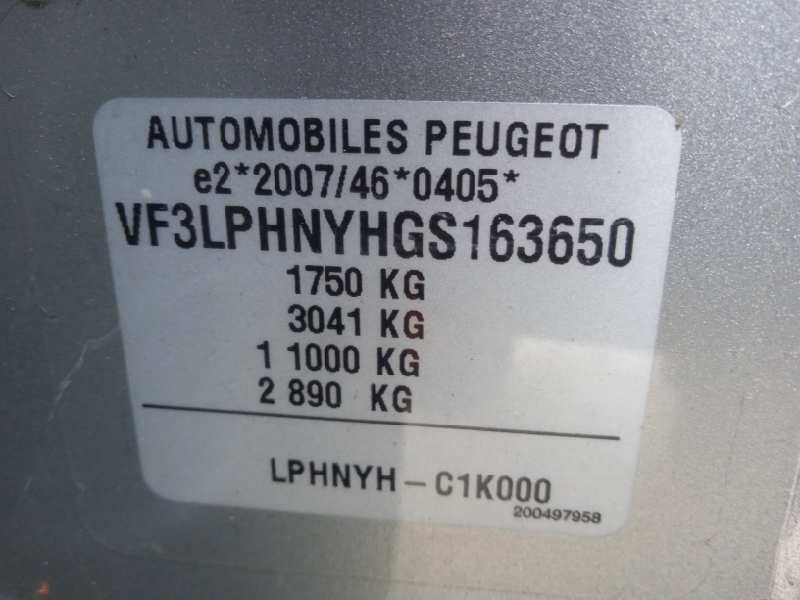 AUTOMOBILES PEUGEOT
e2*2007/46*0405*
VF3LPHNYHGS163650
1750 KG
3041 KG
1 1000 KG
2 890 KG
LPHNYH – C1K000
200497958